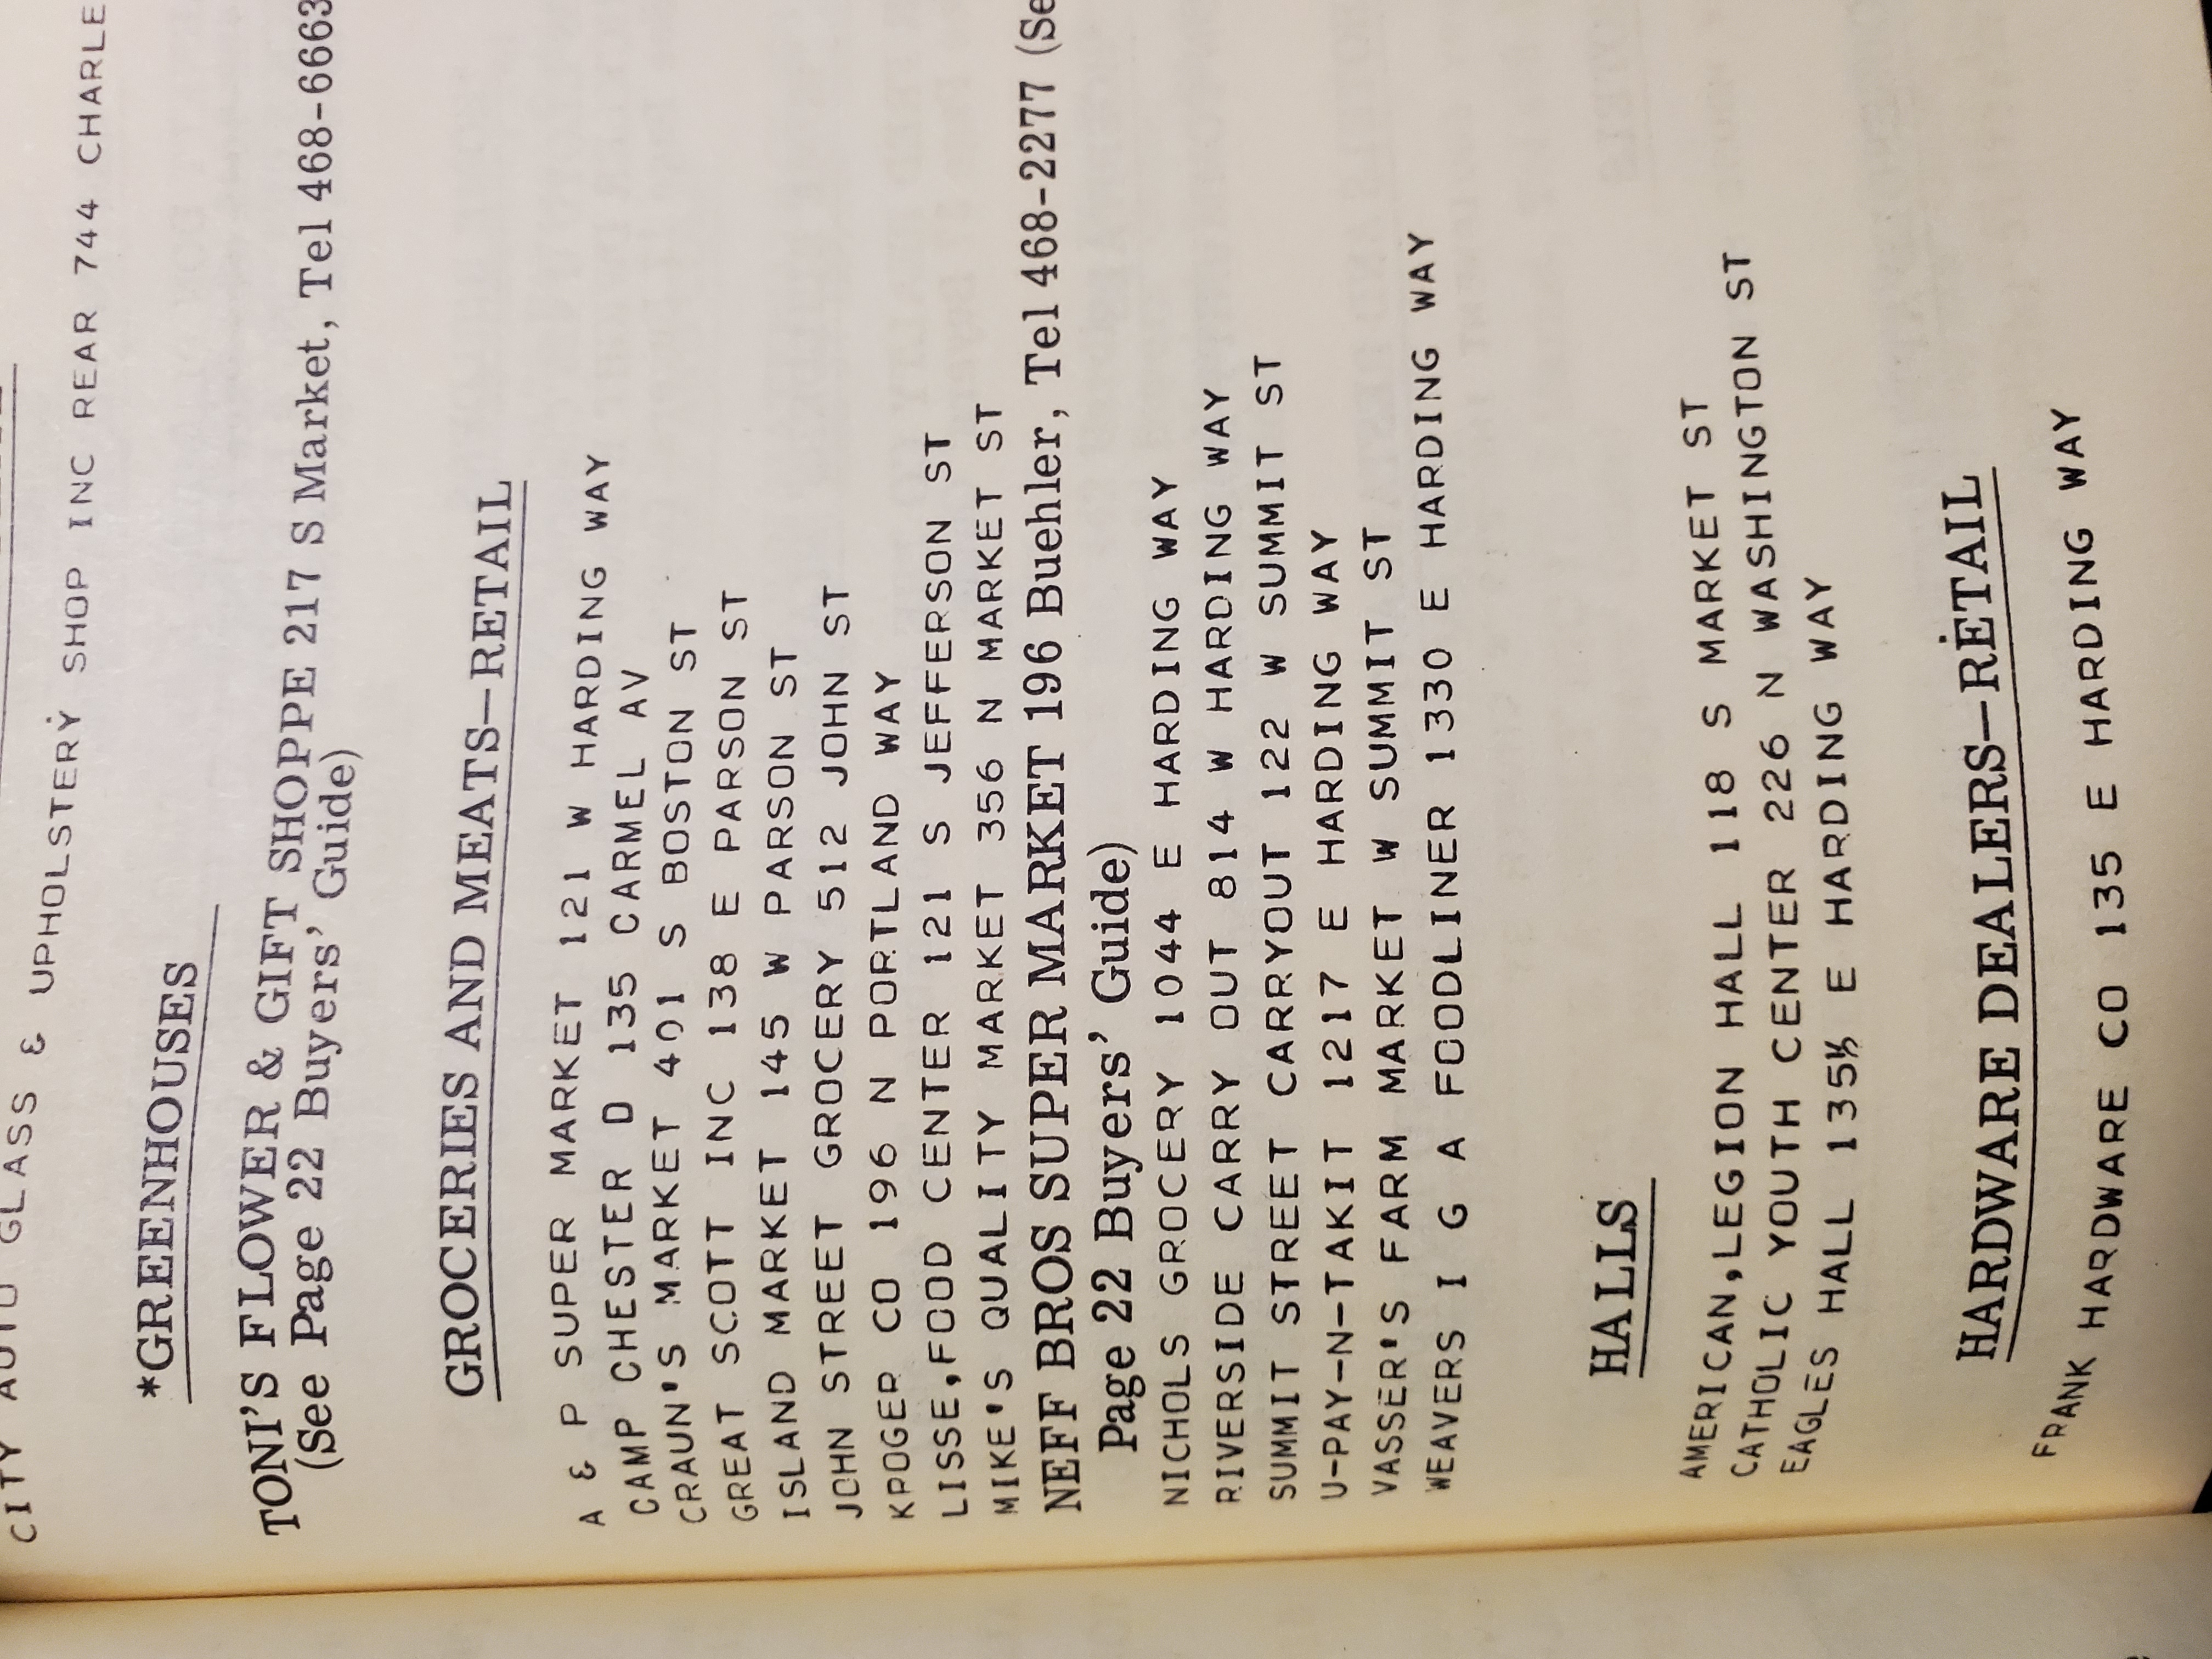 CITY AUTO GLASS & UPHOLSTERY SHOP INC REAR 744 CHARLE
*GREENHOUSES
TONI'S FLOWER & GIFT SHOPPE 217 S Market, Tel 468-6663
(See Page 22 Buyers' Guide)
GROCERIES AND MEATS—RETAIL
A & P SUPER MARKET 121 W HARDING WAY
CAMP CHESTER D 135 CARMEL AV
CRAUN'S MARKET 401 S BOSTON ST
GREAT SCOTT INC 138 E PARSON ST
ISLAND MARKET 145 W PARSON ST
JOHN STREET GROCERY 512 JOHN ST
KROGER CO 196 N PORTLAND WAY
LISSE,FOOD CENTER 121 S JEFFERSON ST
MIKE'S QUALITY MARKET 356 N MARKET ST
NEFF BROS SUPER MARKET 196 Buehler, Tel 468-2277 (Se
Page 22 Buyers' Guide)
NICHOLS GROCERY 1044 E HARDING WAY
RIVERSIDE CARRY OUT 814 W HARDING WAY
SUMMIT STREET CARRYOUT 122 W SUMMIT ST
U-PAY-N-TAKIT 1217 E HARDING WAY
VASSER'S FARM MARKET W SUMMIT ST
WEAVERS I G A FOODLINER 1330 E HARDING WAY
HALLS
AMERICAN,LEGION HALL 118 S MARKET ST
CATHOLIC YOUTH CENTER 226 N WASHINGTON ST
EAGLES HALL 135½ E HARDING WAY
HARDWARE DEALERS—RETAIL
FRANK HARDWARE CO 135 E HARDING WAY